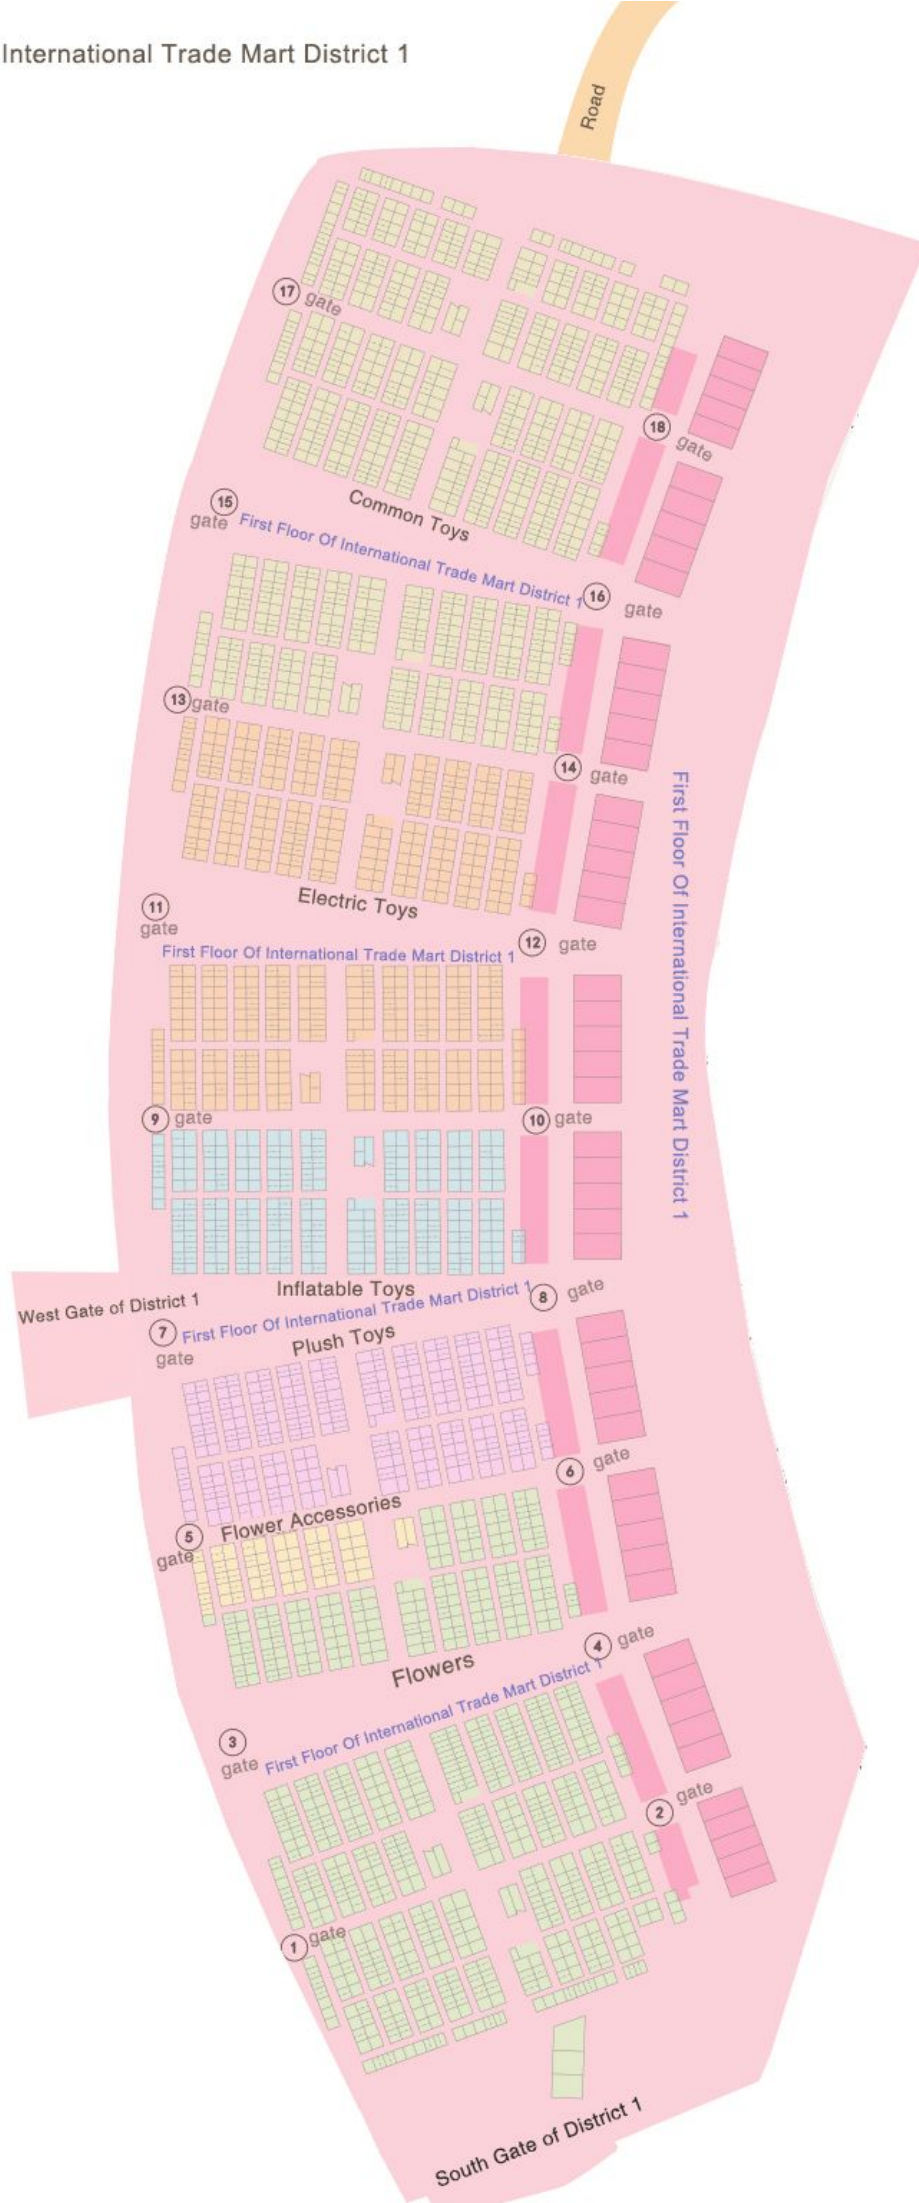 International Trade Mart District 1
Road
17 gate
18 gate
Common Toys
15 gate
First Floor Of International Trade Mart District 1
16 gate
13 gate
14 gate
First Floor Of International Trade Mart District 1
Electric Toys
11 gate
12 gate
First Floor Of International Trade Mart District 1
9 gate
10 gate
Inflatable Toys
West Gate of District 1
8 gate
7 gate
First Floor Of International Trade Mart District 1
Plush Toys
6 gate
Flower Accessories
5 gate
4 gate
Flowers
3 gate
First Floor Of International Trade Mart District 1
2 gate
1 gate
South Gate of District 1